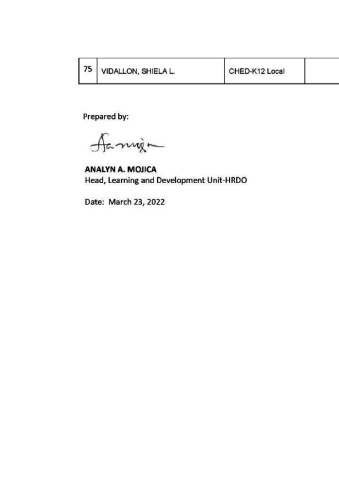 75 VIDALLON, SHIELA L. CHED-K12 Local
Prepared by:
ANALYN A. MOJICA
Head, Learning and Development Unit-HRDO
Date: March 23, 2022